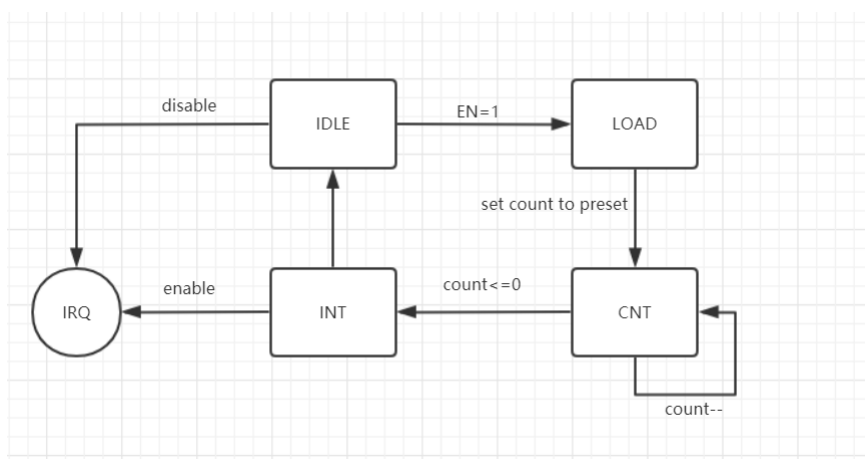 disable
IDLE
EN=1
LOAD
set count to preset
IRQ
enable
INT
count<=0
CNT
count--